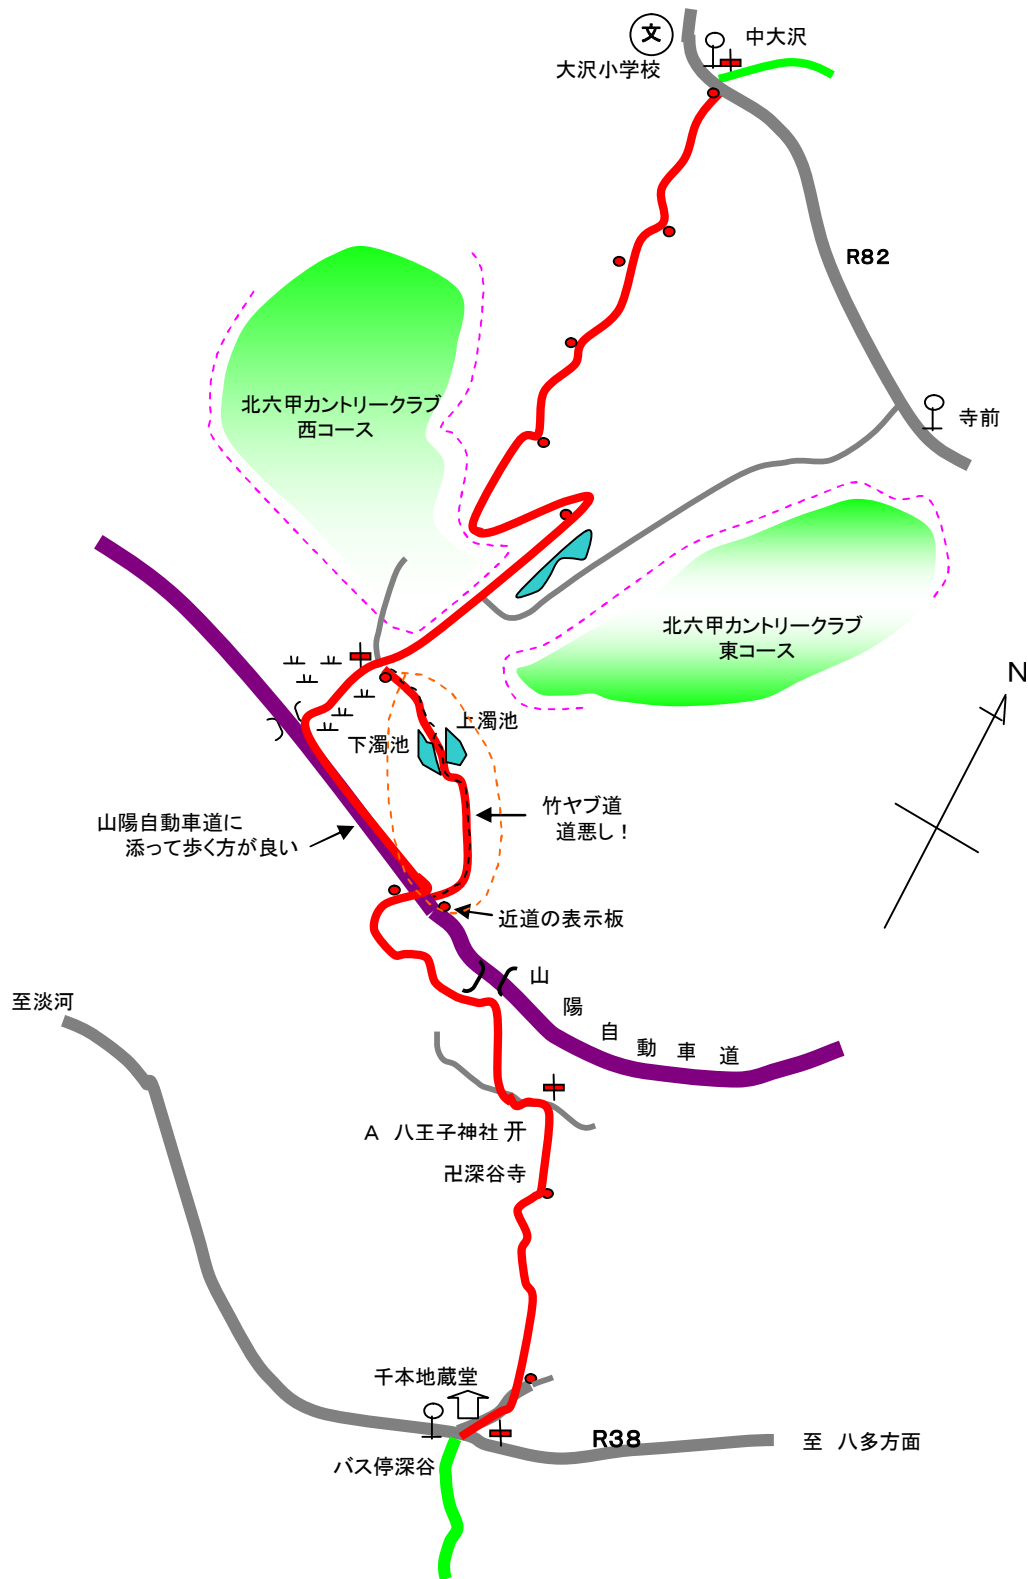 文
中大沢
大沢小学校
R82
北六甲カントリークラブ
西コース
寺前
北六甲カントリークラブ
東コース
N
上濁池
下濁池
竹ヤブ道
道悪し！
山陽自動車道に
添って歩く方が良い
近道の表示板
山陽自動車道
至淡河
A 八王子神社
卍深谷寺
千本地蔵堂
R38
至 八多方面
バス停深谷